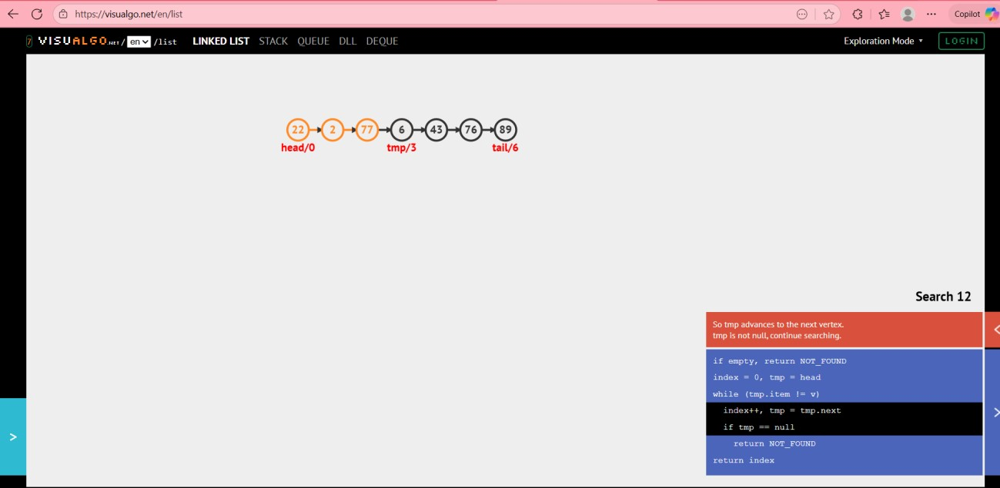 https://visualgo.net/en/list
Copilot
7 VISUALGO.NET/ en /list LINKED LIST STACK QUEUE DLL DEQUE Exploration Mode ▾ LOGIN
22 2 77 6 43 76 89
head/0 tmp/3 tail/6
Search 12
So tmp advances to the next vertex.
tmp is not null, continue searching.
if empty, return NOT_FOUND
index = 0, tmp = head
while (tmp.item != v)
index++, tmp = tmp.next
if tmp == null
return NOT_FOUND
return index